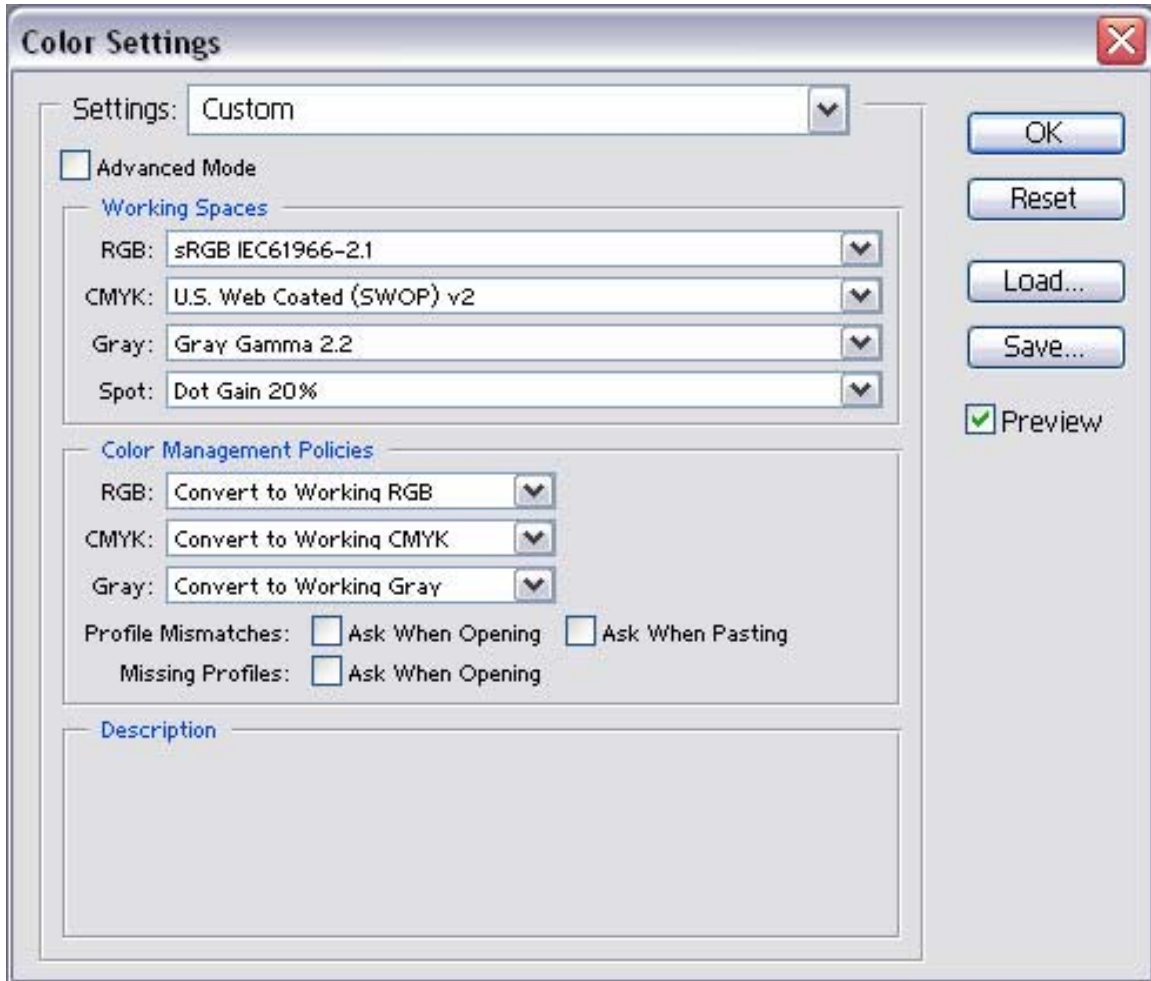 Color Settings
Settings: Custom
OK
Advanced Mode
Reset
Working Spaces
RGB: sRGB IEC61966-2.1
CMYK: U.S. Web Coated (SWOP) v2
Load...
Gray: Gray Gamma 2.2
Save...
Spot: Dot Gain 20%
Preview
Color Management Policies
RGB: Convert to Working RGB
CMYK: Convert to Working CMYK
Gray: Convert to Working Gray
Profile Mismatches: Ask When Opening Ask When Pasting
Missing Profiles: Ask When Opening
Description